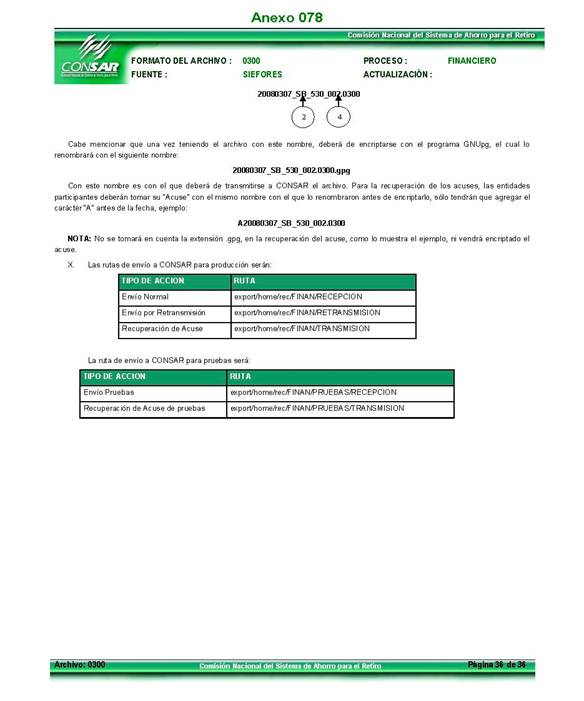 Anexo 078
Comisión Nacional del Sistema de Ahorro para el Retiro
CONSAR
FORMATO DEL ARCHIVO : 0300 PROCESO : FINANCIERO
FUENTE : SIEFORES ACTUALIZACIÓN :
20080307_SB_530_002.0300
2 4
Cabe mencionar que una vez teniendo el archivo con este nombre, deberá de encriptarse con el programa GNUpg, el cual lo
renombrará con el siguiente nombre:
20080307_SB_530_002.0300.gpg
Con este nombre es con el que deberá de transmitirse a CONSAR el archivo. Para la recuperación de los acuses, las entidades
participantes deberán tomar su "Acuse" con el mismo nombre con el que lo renombraron antes de encriptarlo, sólo tendrán que agregar el
carácter "A" antes de la fecha, ejemplo:
A20080307_SB_530_002.0300
NOTA: No se tomará en cuenta la extensión .gpg, en la recuperación del acuse, como lo muestra el ejemplo, ni vendrá encriptado el
acuse.
X. Las rutas de envío a CONSAR para producción serán:
TIPO DE ACCION RUTA
Envío Normal export/home/rec/FINAN/RECEPCION
Envío por Retransmisión export/home/rec/FINAN/RETRANSMISION
Recuperación de Acuse export/home/rec/FINAN/TRANSMISION
La ruta de envío a CONSAR para pruebas será:
TIPO DE ACCION RUTA
Envío Pruebas export/home/rec/FINAN/PRUEBAS/RECEPCION
Recuperación de Acuse de pruebas export/home/rec/FINAN/PRUEBAS/TRANSMISION
Archivo: 0300 Comisión Nacional del Sistema de Ahorro para el Retiro Página 36 de 36